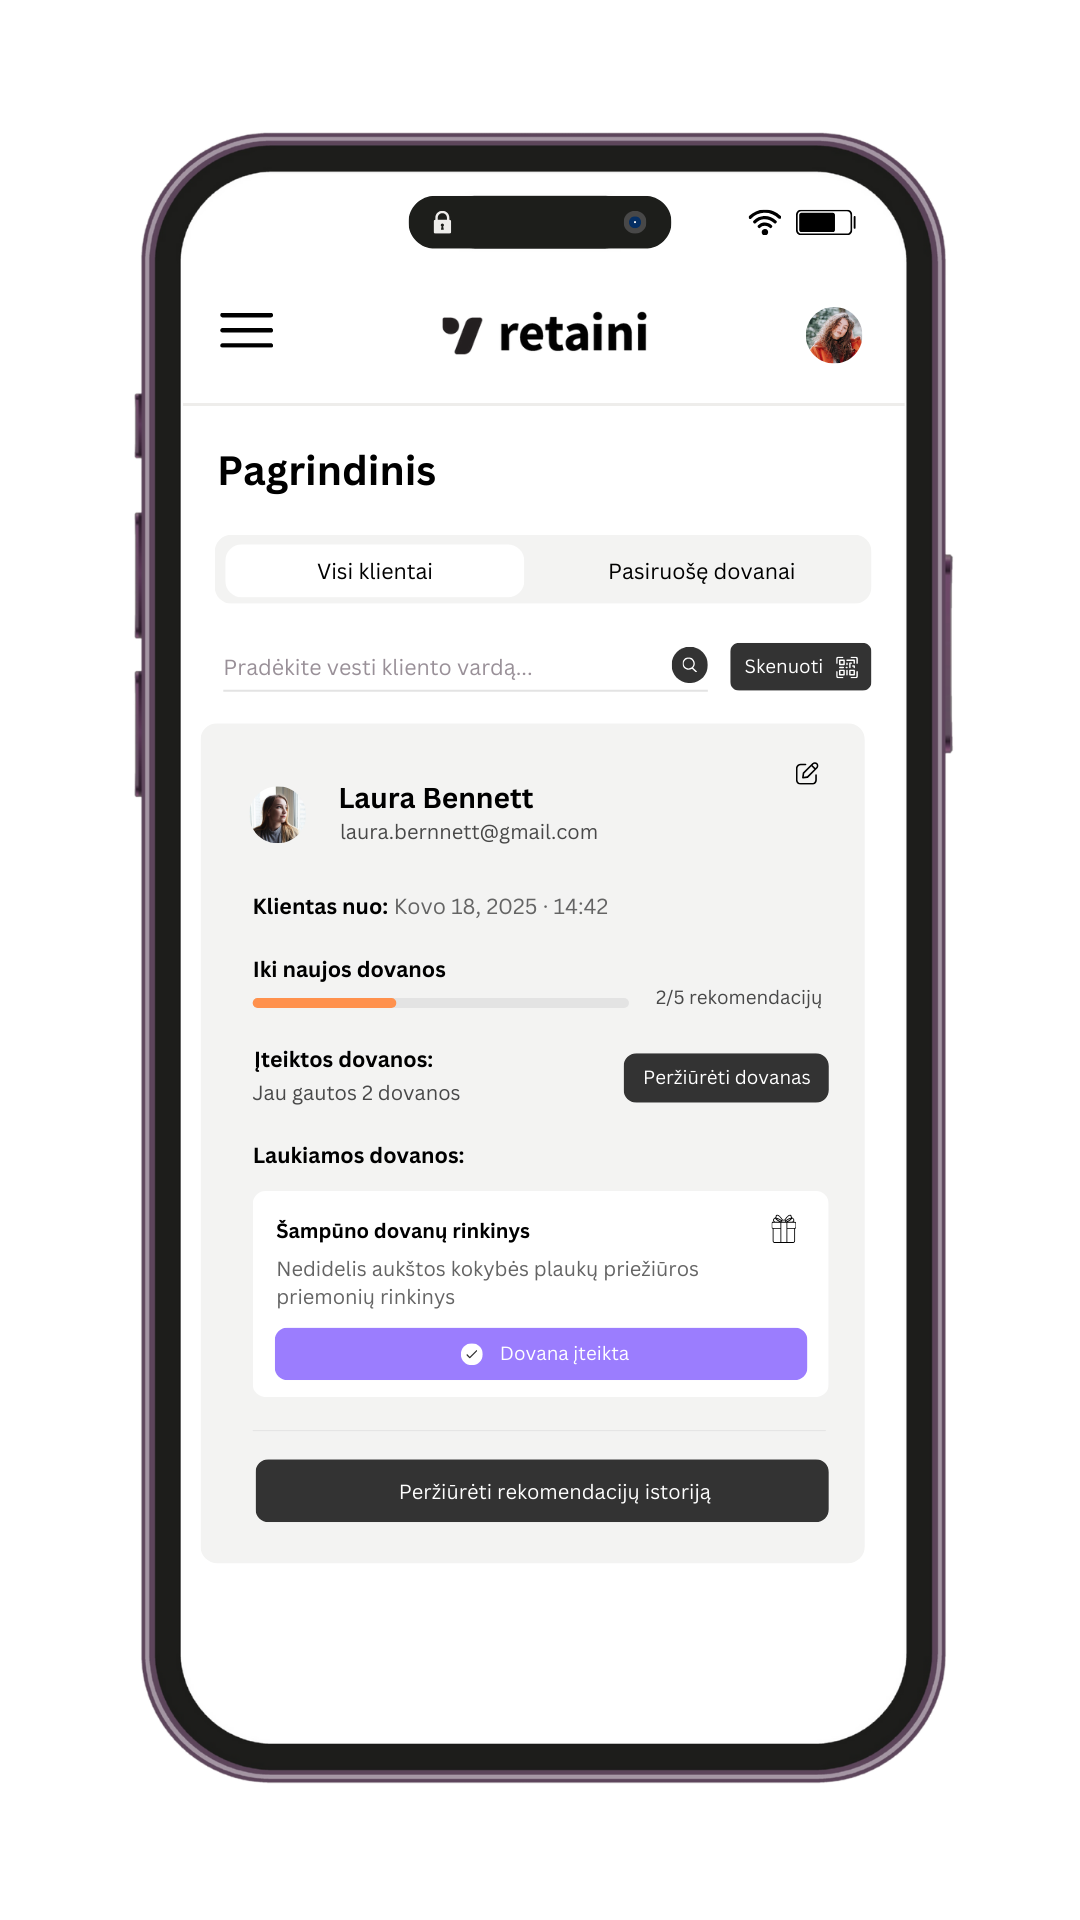 retaini
Pagrindinis
Visi klientai
Pasiruošę dovanai
Pradėkite vesti kliento vardą...
Skenuoti
Laura Bennett
laura.bernnett@gmail.com
Klientas nuo: Kovo 18, 2025 · 14:42
Iki naujos dovanos
2/5 rekomendacijų
Įteiktos dovanos:
Jau gautos 2 dovanos
Peržiūrėti dovanas
Laukiamos dovanos:
Šampūno dovanų rinkinys
Nedidelis aukštos kokybės plaukų priežiūros
priemonių rinkinys
Dovana įteikta
Peržiūrėti rekomendacijų istoriją